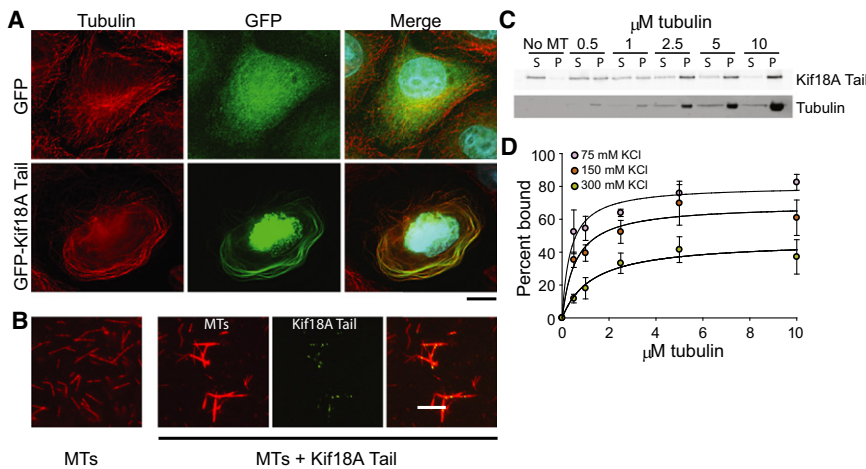 A
Tubulin GFP Merge
GFP
GFP-Kif18A Tail
B
MTs Kif18A Tail
MTs
MTs + Kif18A Tail
C
μM tubulin
No MT 0.5 1 2.5 5 10
S P S P S P S P S P S P
Kif18A Tail
Tubulin
D
100
80
60
40
20
0
Percent bound
75 mM KCl
150 mM KCl
300 mM KCl
0 2 4 6 8 10
μM tubulin